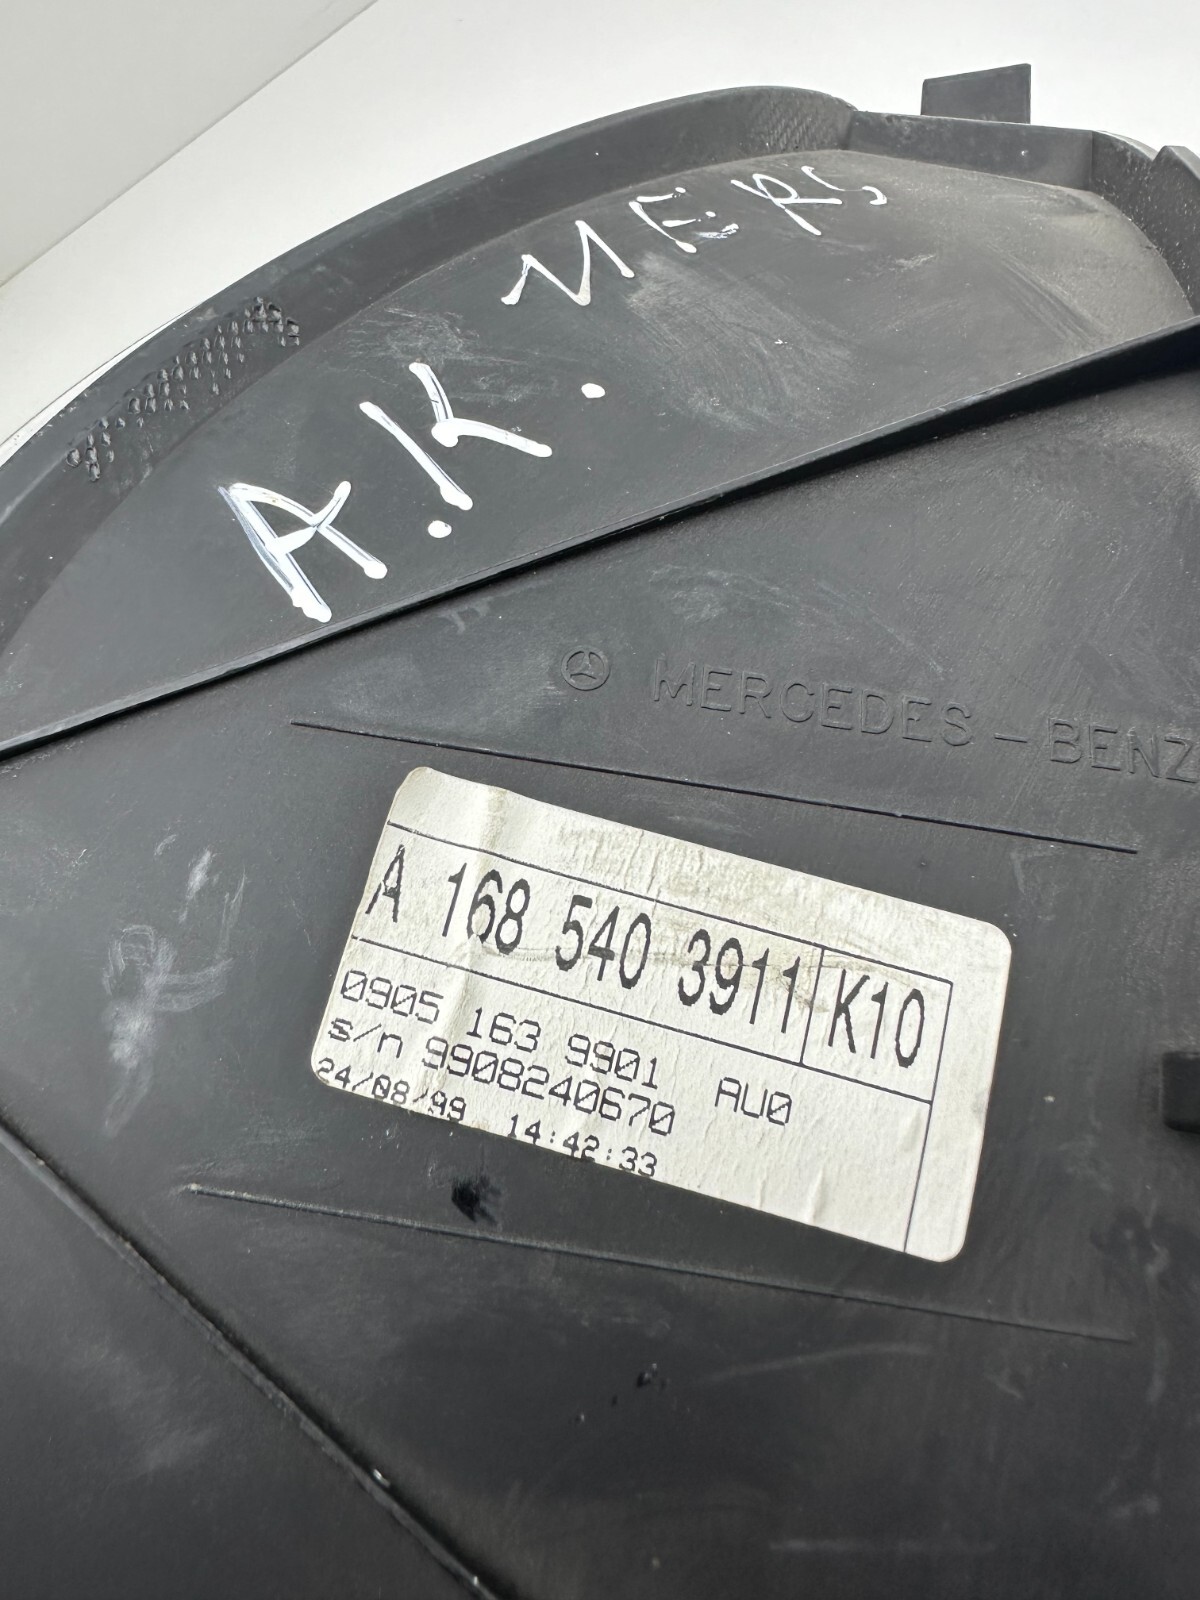 A.K. MERS
MERCEDES-BENZ
A 168 540 3911 K10
0905 163 9901 AU0
s/n 9908240670
24/08/99 14:42:33